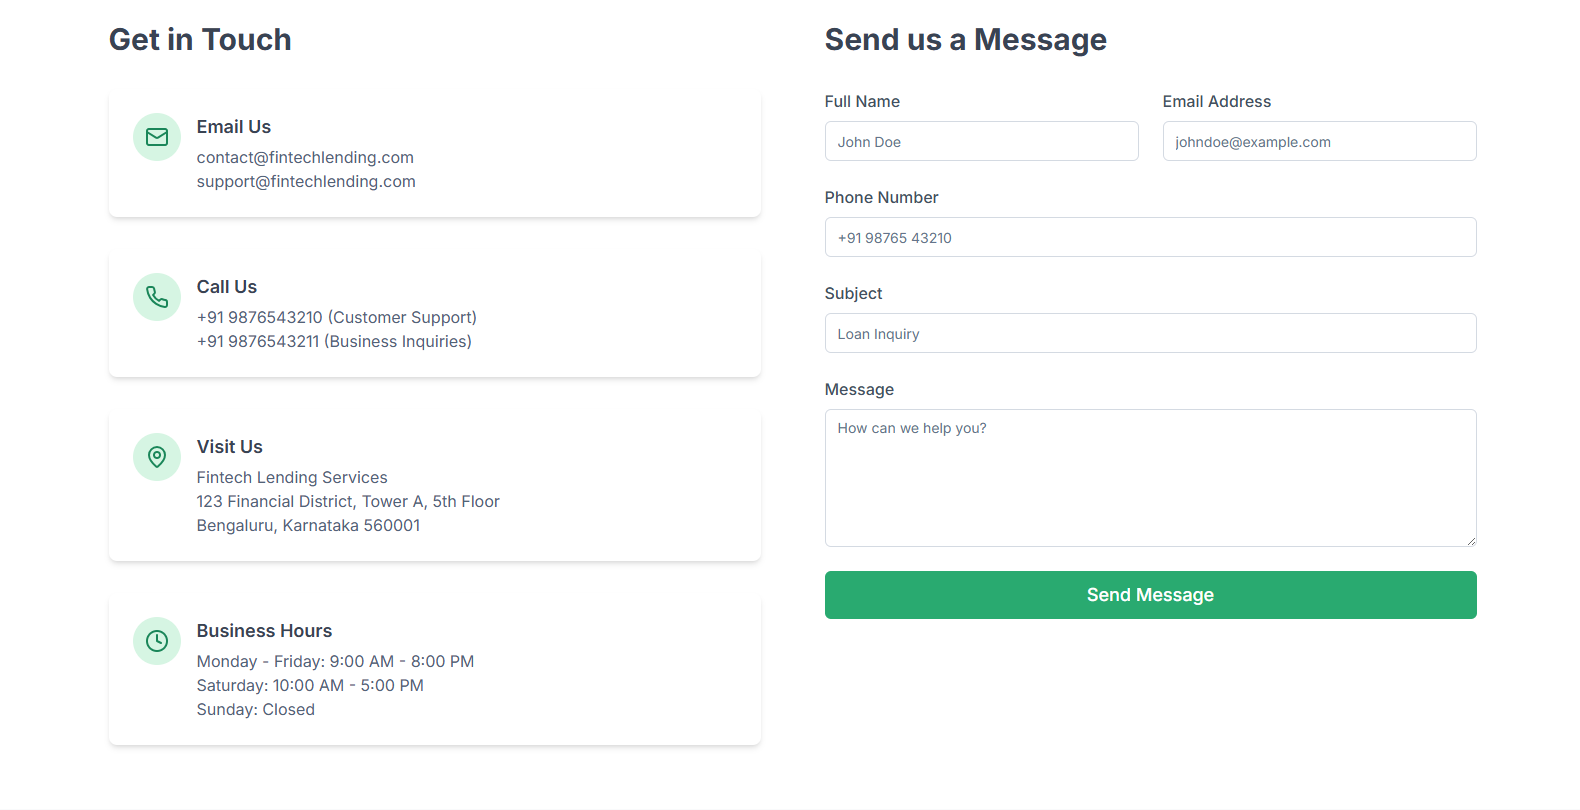 Get in Touch
Email Us
contact@fintechlending.com
support@fintechlending.com
Call Us
+91 9876543210 (Customer Support)
+91 9876543211 (Business Inquiries)
Visit Us
Fintech Lending Services
123 Financial District, Tower A, 5th Floor
Bengaluru, Karnataka 560001
Business Hours
Monday - Friday: 9:00 AM - 8:00 PM
Saturday: 10:00 AM - 5:00 PM
Sunday: Closed
Send us a Message
Full Name
John Doe
Email Address
johndoe@example.com
Phone Number
+91 98765 43210
Subject
Loan Inquiry
Message
How can we help you?
Send Message